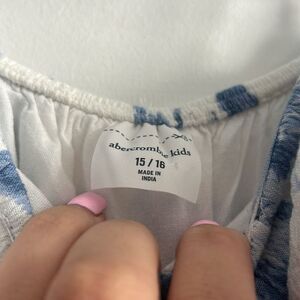 abercrombie kids
15 / 16
MADE IN
INDIA